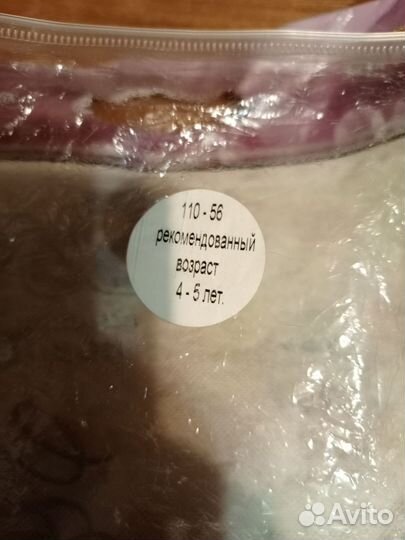 110 - 56
рекомендованный
возраст
4 - 5 лет.
Avito